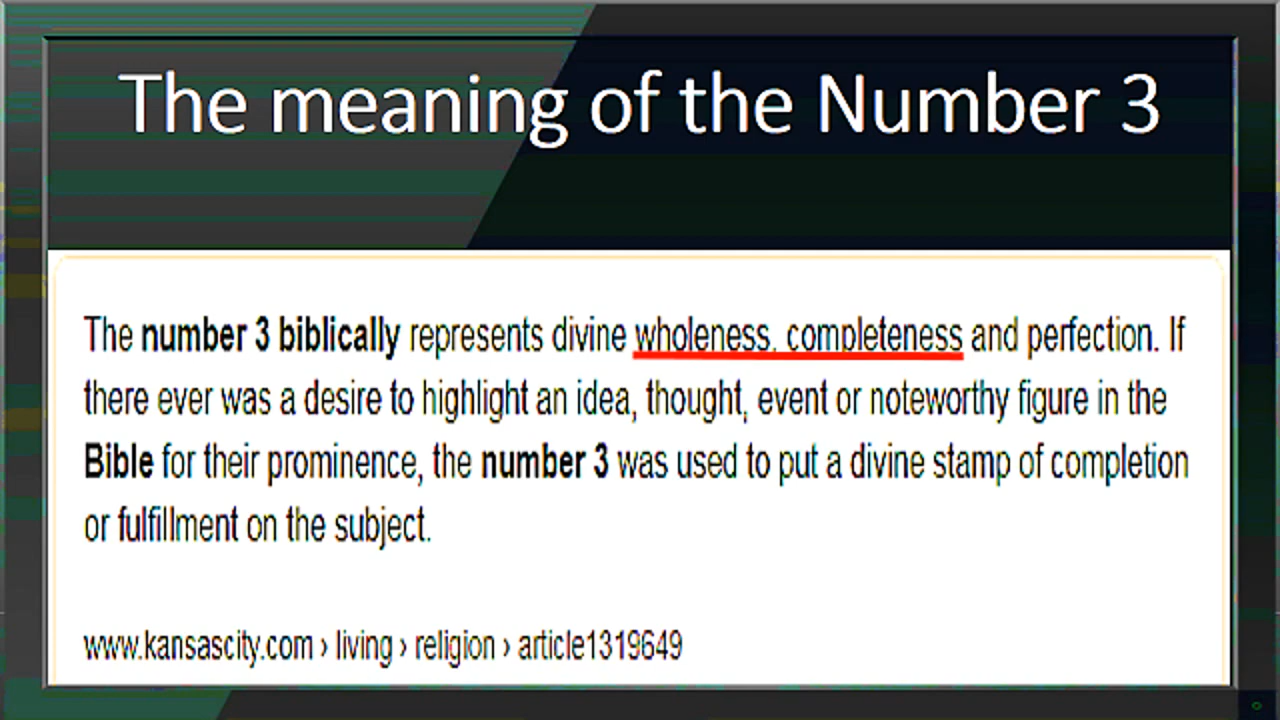 The meaning of the Number 3
The number 3 biblically represents divine wholeness, completeness and perfection. If
there ever was a desire to highlight an idea, thought, event or noteworthy figure in the
Bible for their prominence, the number 3 was used to put a divine stamp of completion
or fulfillment on the subject.
www.kansascity.com › living › religion › article1319649